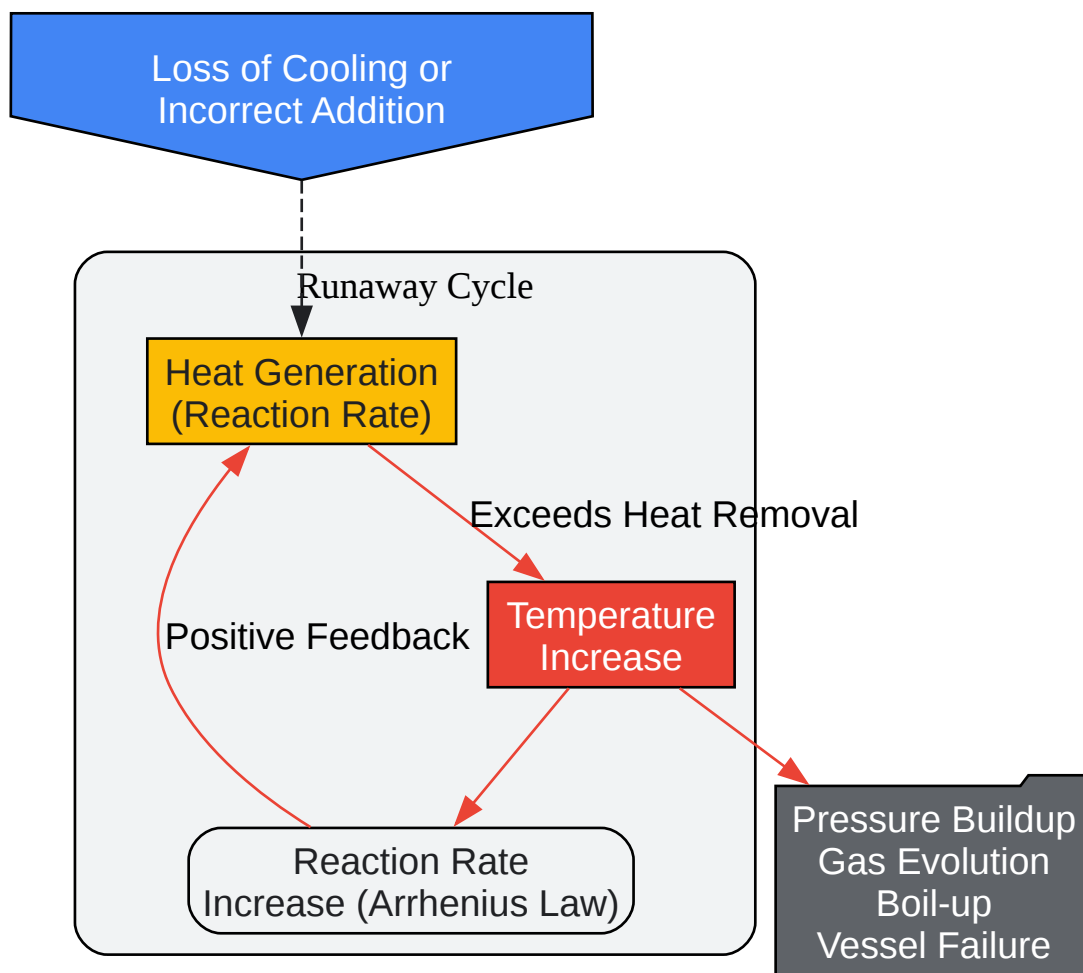 Loss of Cooling or
Incorrect Addition
Runaway Cycle
Heat Generation
(Reaction Rate)
Exceeds Heat Removal
Temperature
Increase
Positive Feedback
Reaction Rate
Increase (Arrhenius Law)
Pressure Buildup
Gas Evolution
Boil-up
Vessel Failure